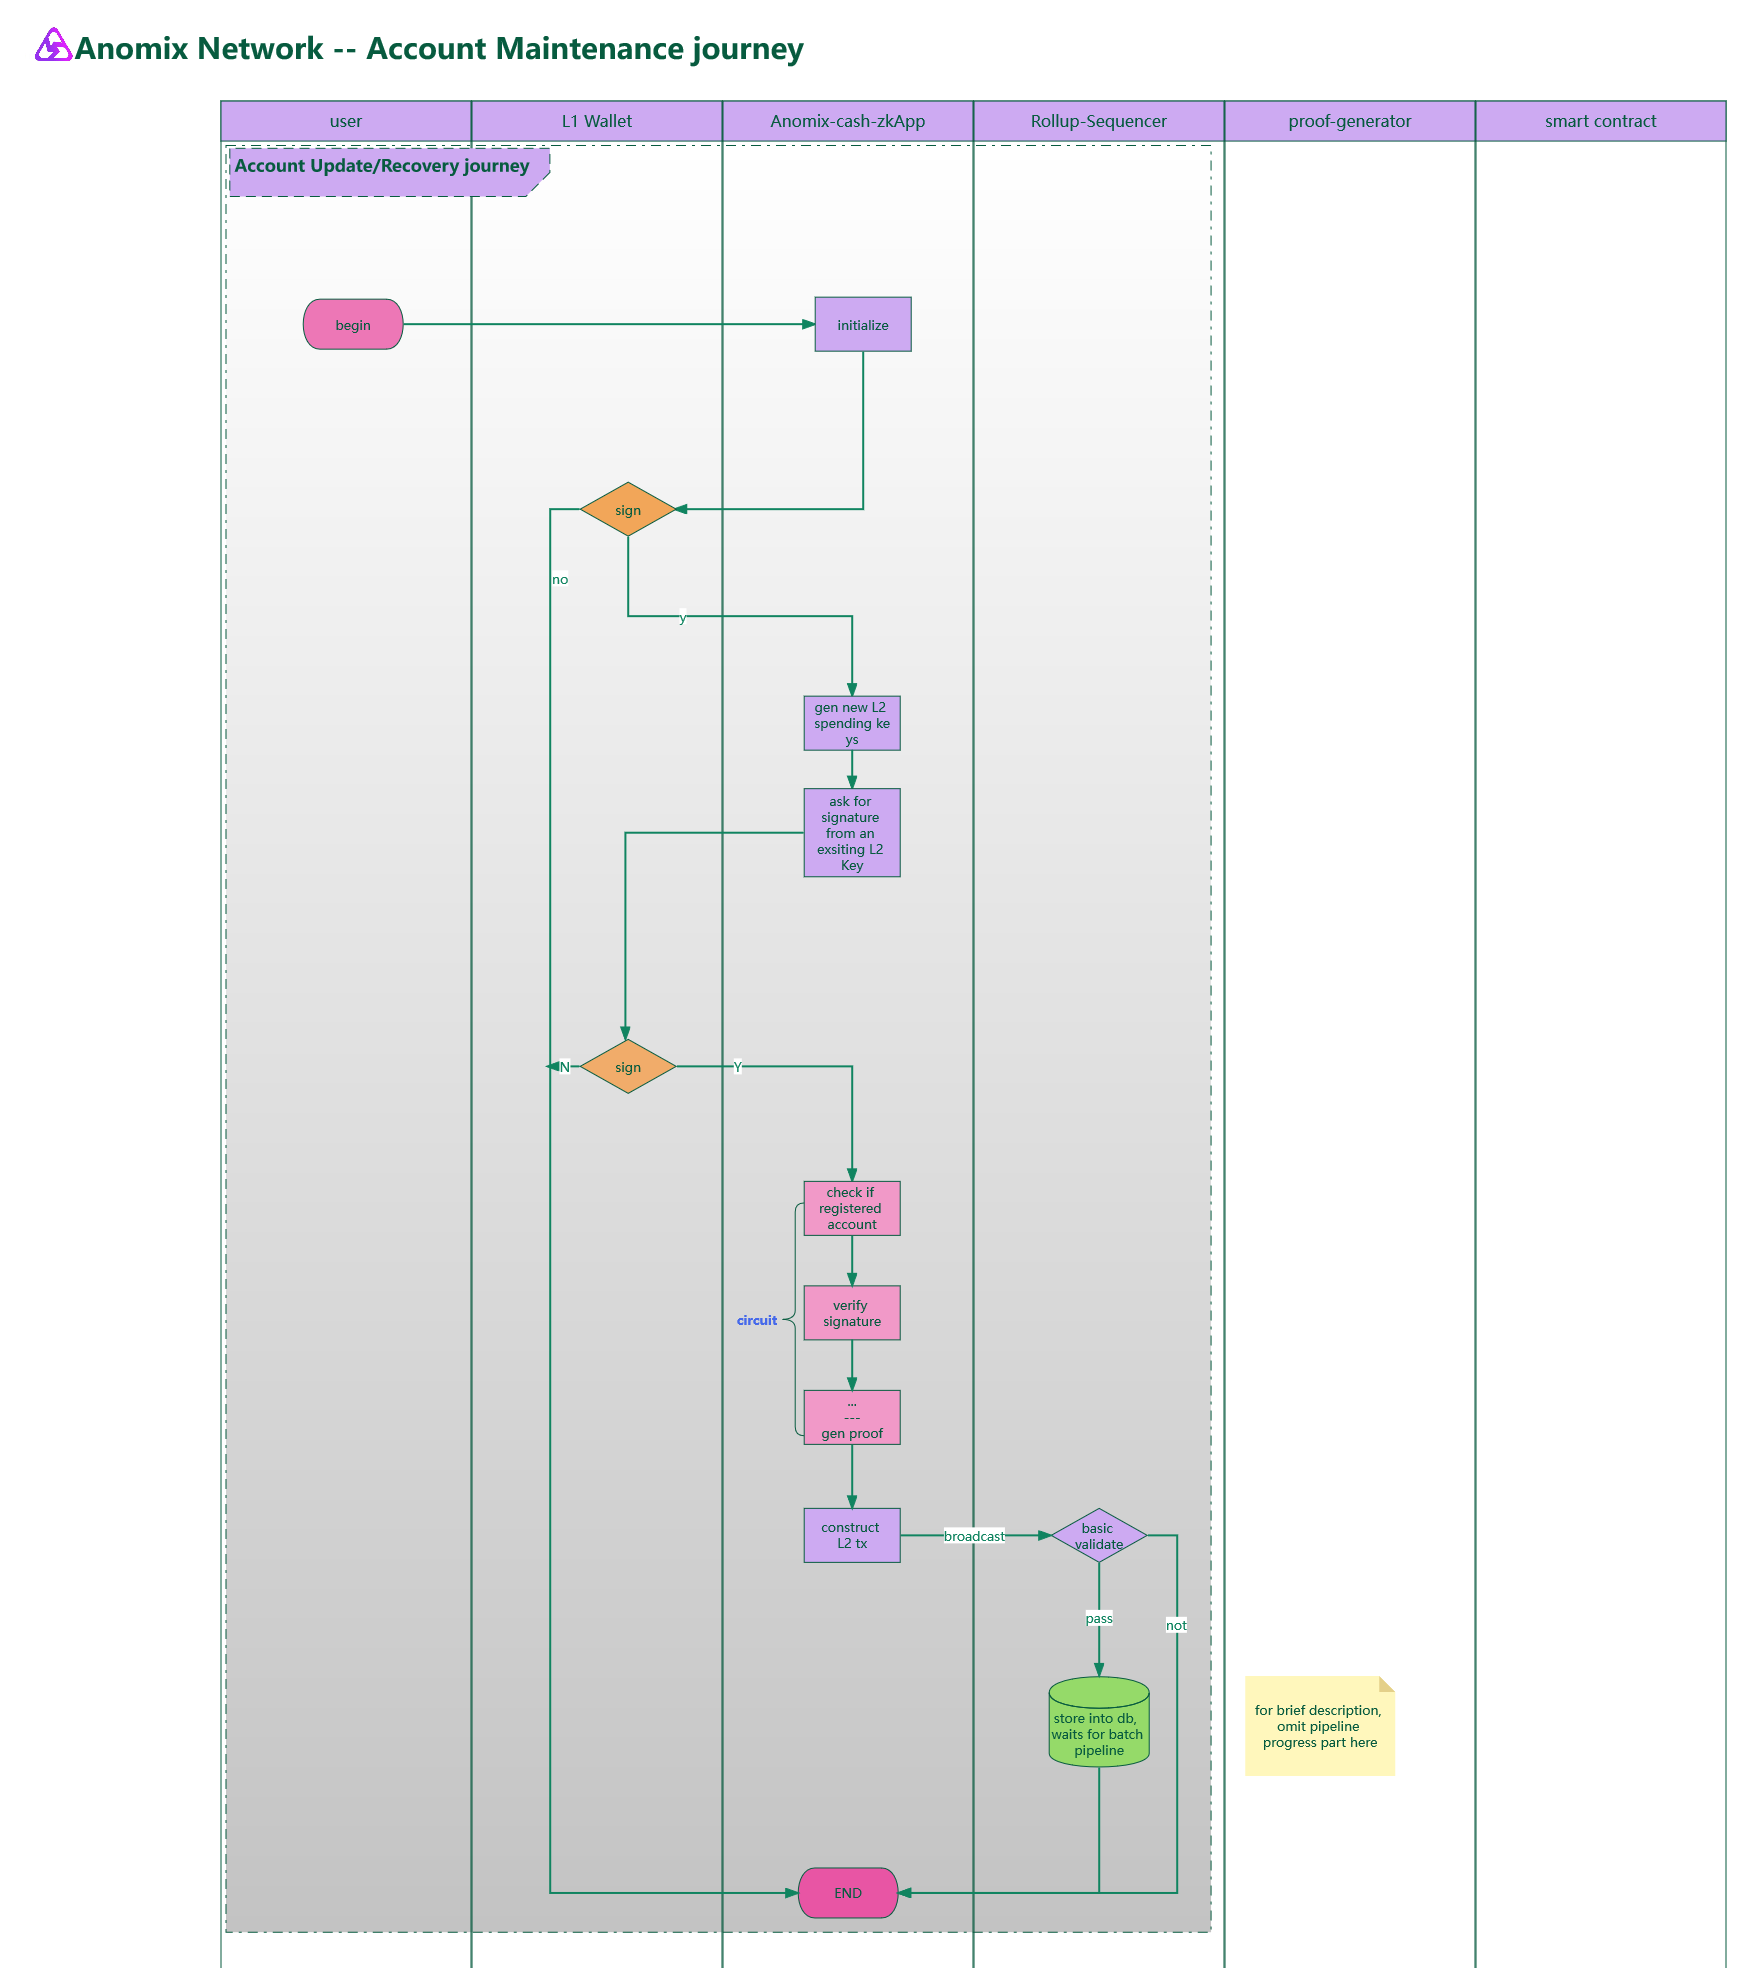 Anomix Network -- Account Maintenance journey
user
L1 Wallet
Anomix-cash-zkApp
Rollup-Sequencer
proof-generator
smart contract
Account Update/Recovery journey
begin
initialize
sign
no
y
gen new L2
spending ke
ys
ask for
signature
from an
exsiting L2
Key
N
sign
Y
check if
registered
account
verify
signature
circuit
...
---
gen proof
construct
L2 tx
broadcast
basic
validate
pass
not
store into db,
waits for batch
pipeline
for brief description,
omit pipeline
progress part here
END